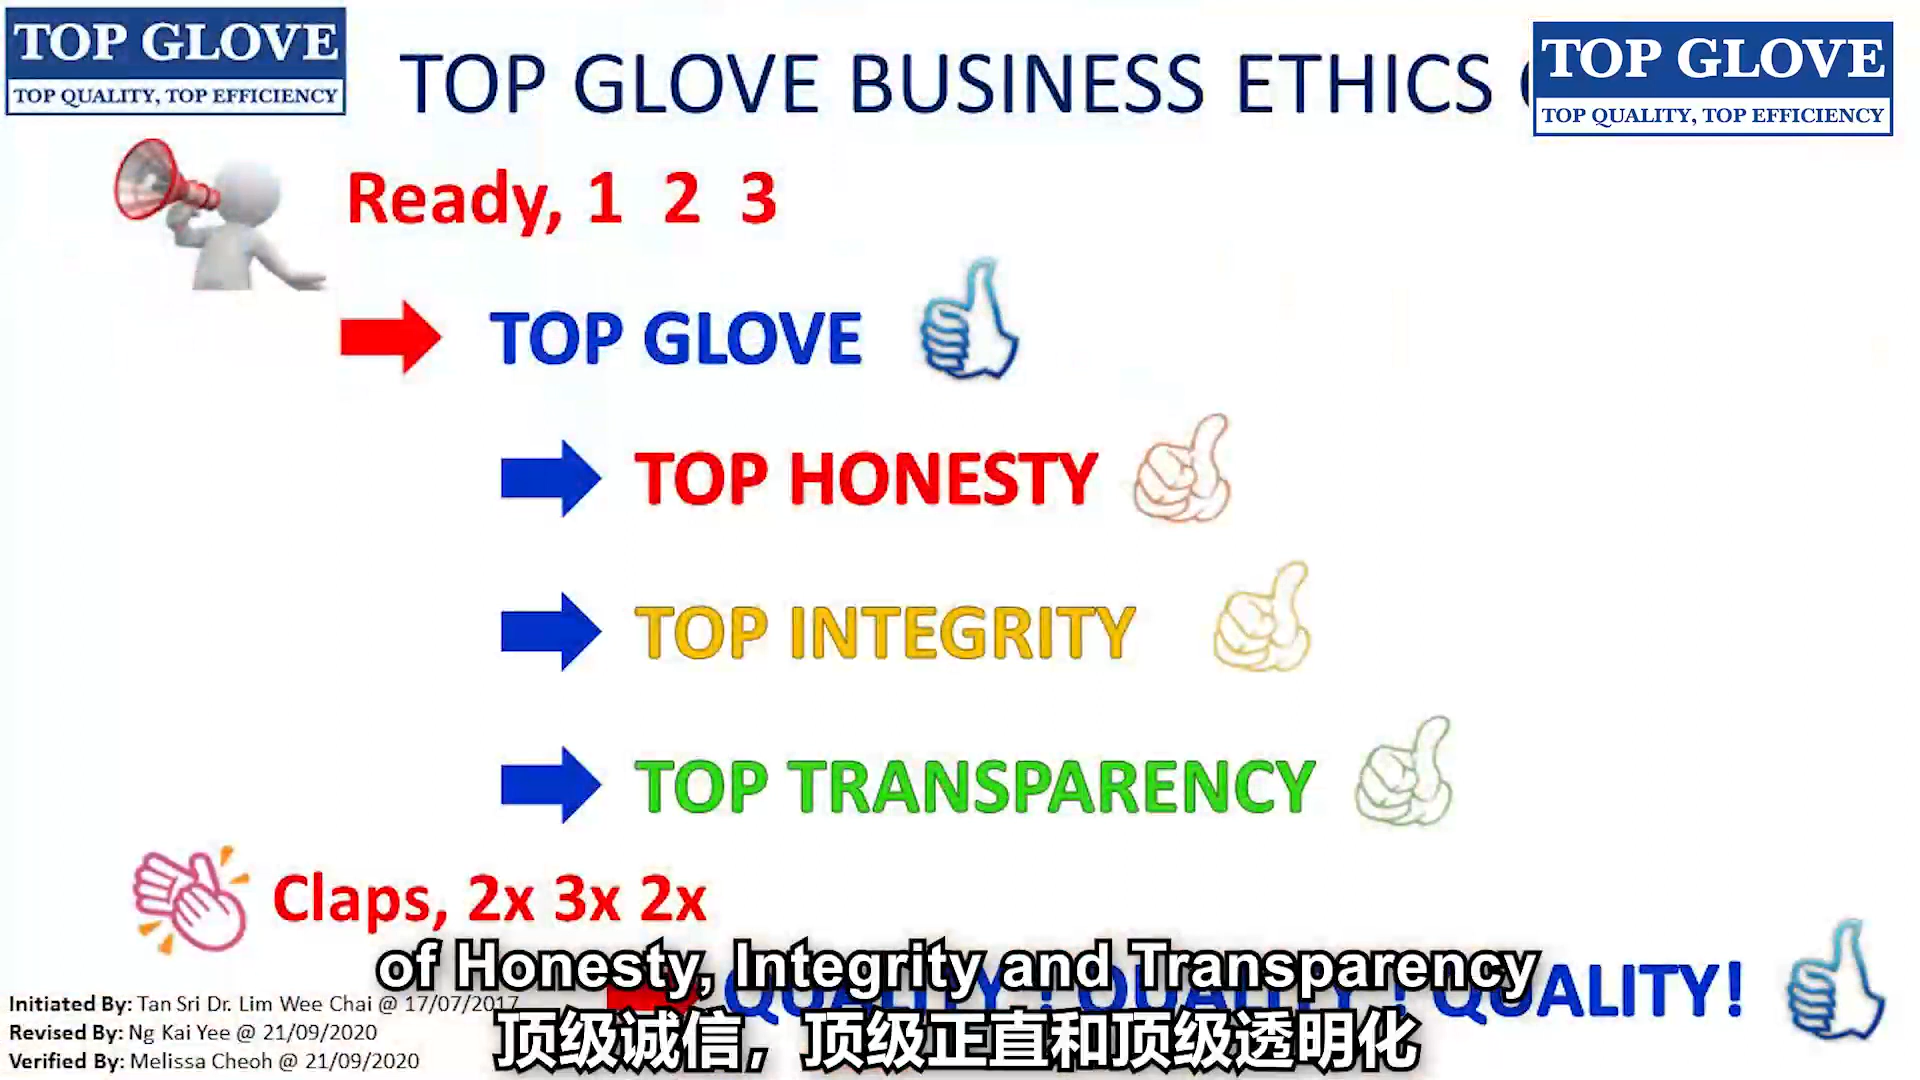 TOP GLOVE
TOP QUALITY, TOP EFFICIENCY
TOP GLOVE BUSINESS ETHICS
TOP GLOVE
TOP QUALITY, TOP EFFICIENCY
Ready, 1 2 3
TOP GLOVE
TOP HONESTY
TOP INTEGRITY
TOP TRANSPARENCY
Claps, 2x 3x 2x
QUALITY ! QUALITY ! QUALITY!
of Honesty, Integrity and Transparency
顶级诚信，顶级正直和顶级透明化
Initiated By: Tan Sri Dr. Lim Wee Chai @ 17/07/2017
Revised By: Ng Kai Yee @ 21/09/2020
Verified By: Melissa Cheoh @ 21/09/2020